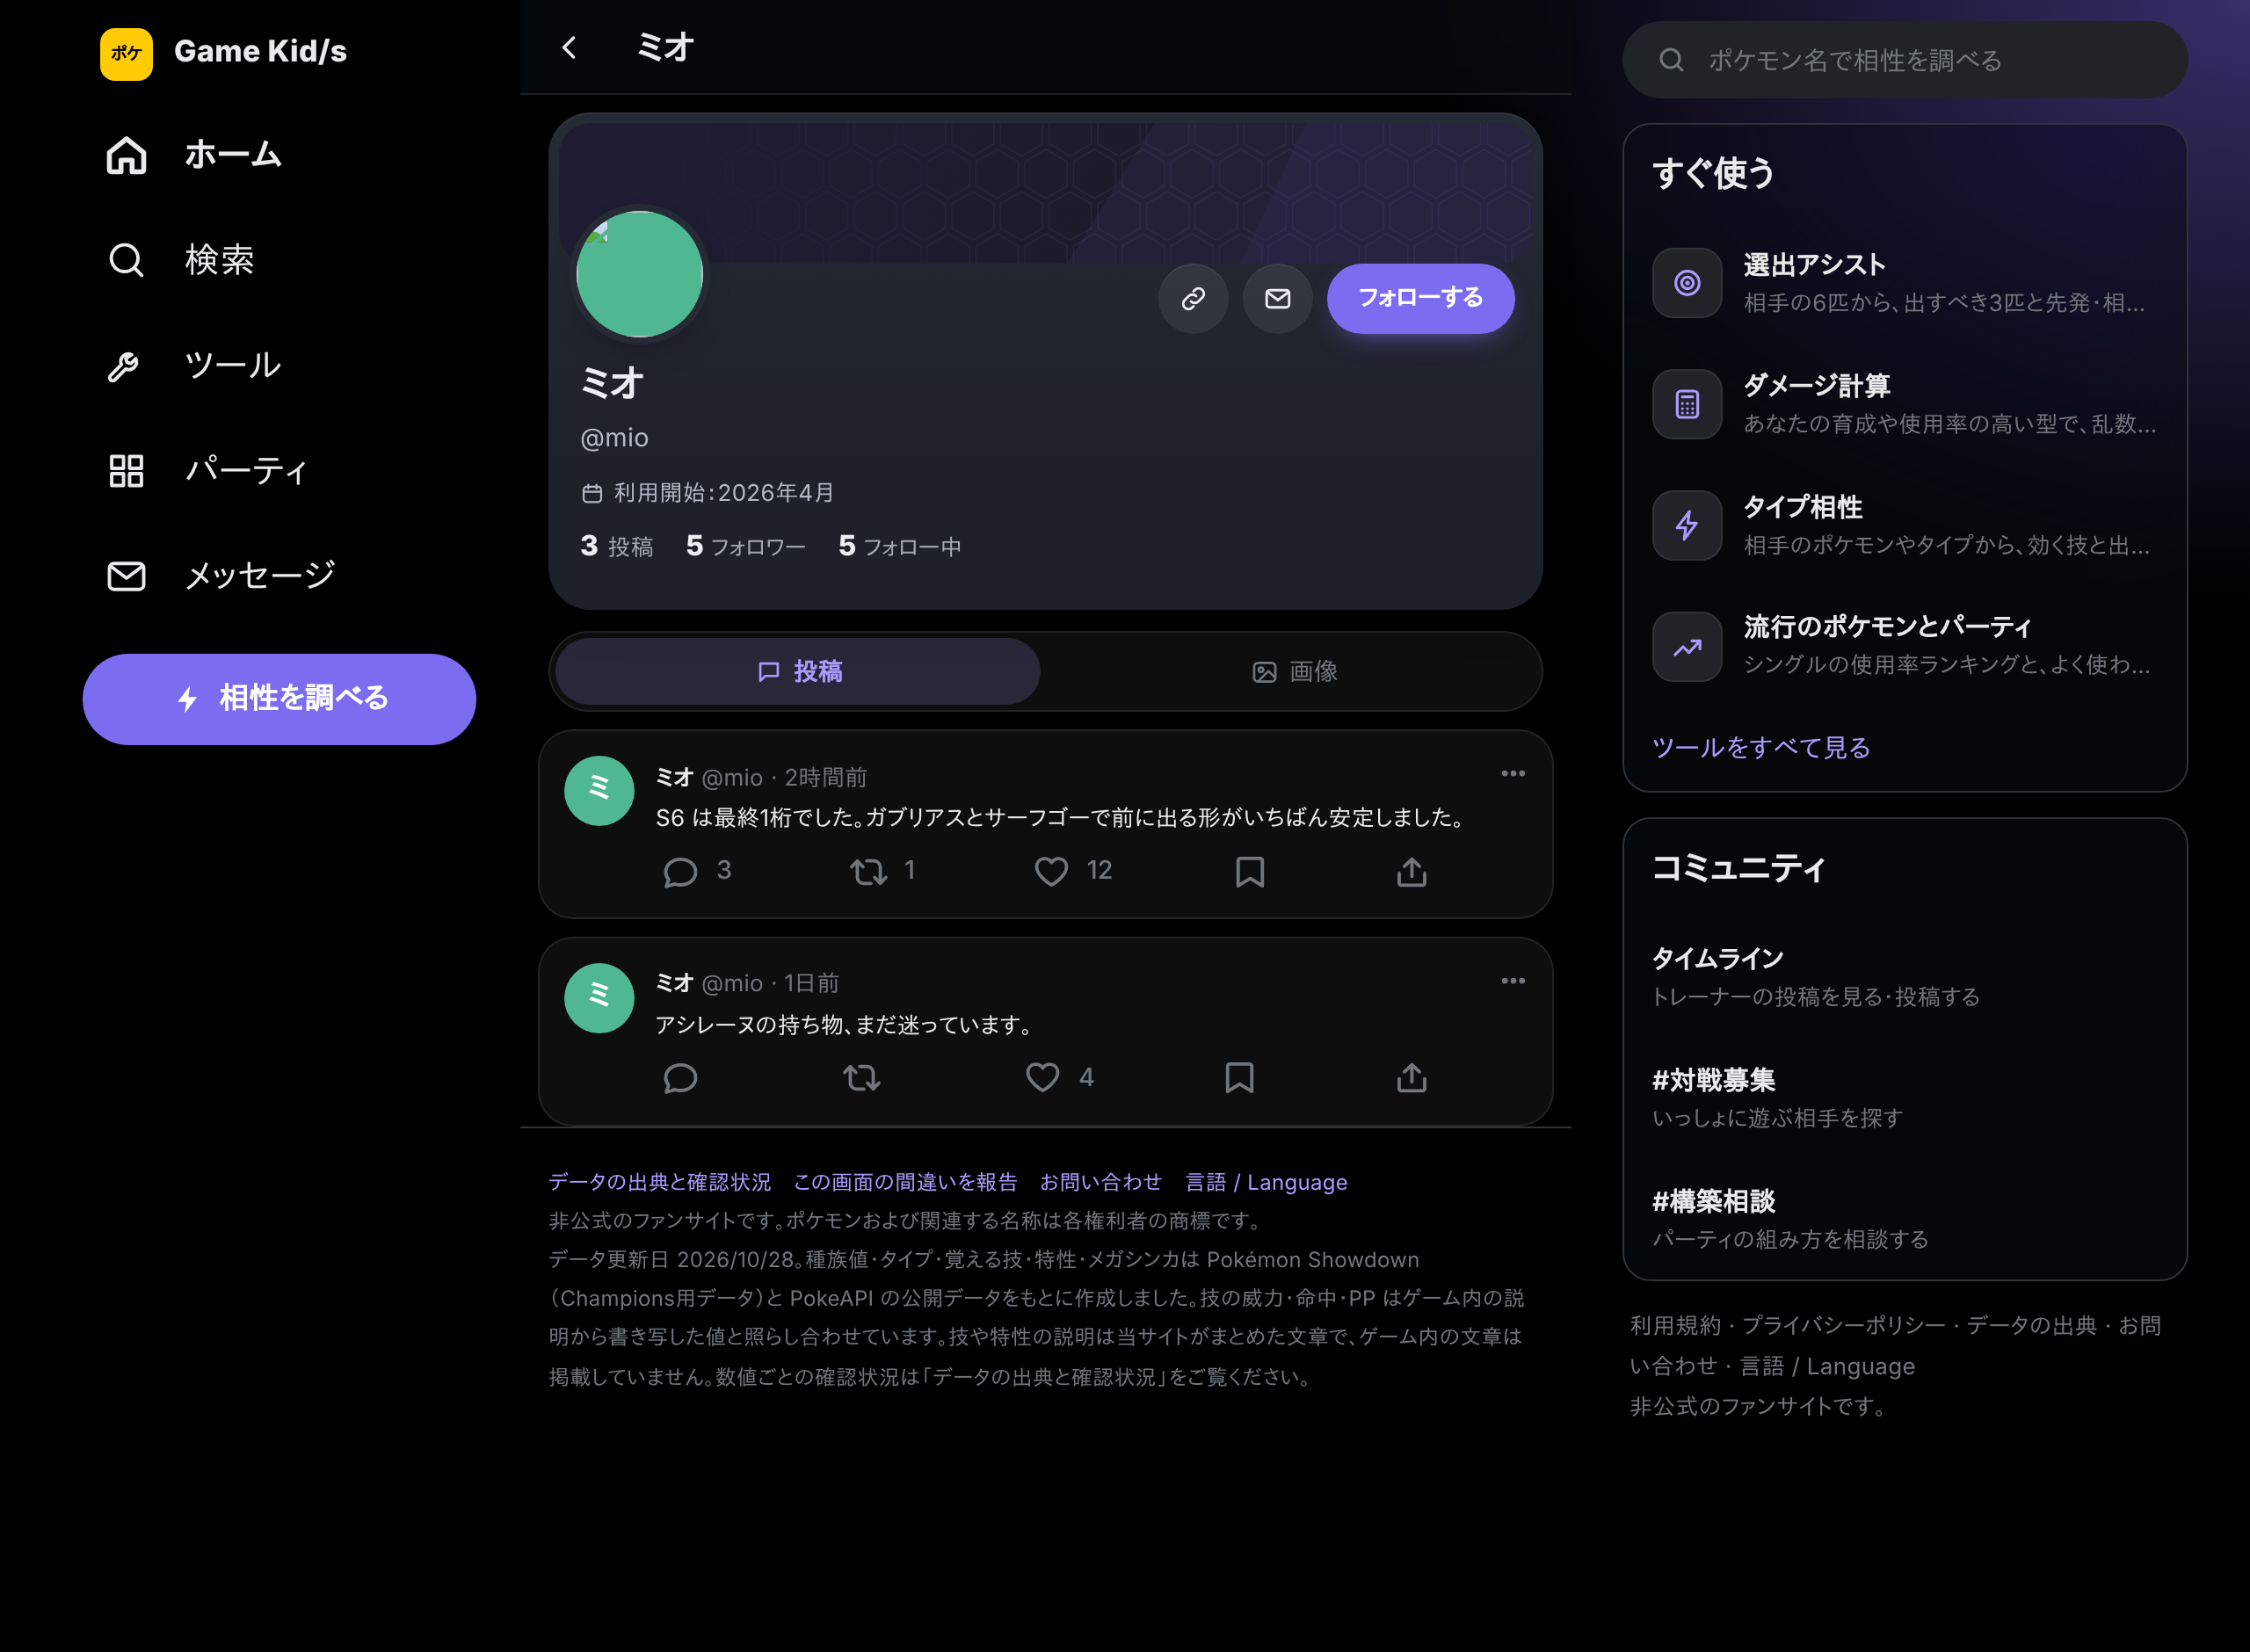 ポケ
Game Kid/s
ホーム
検索
ツール
パーティ
メッセージ
相性を調べる
ミオ
フォローする
ミオ
@mio
利用開始：2026年4月
3 投稿 5 フォロワー 5 フォロー中
投稿
画像
ミ
ミオ @mio · 2時間前
S6 は最終1桁でした。ガブリアスとサーフゴーで前に出る形がいちばん安定しました。
3 1 12
ミ
ミオ @mio · 1日前
アシレーヌの持ち物、まだ迷っています。
4
データの出典と確認状況 この画面の間違いを報告 お問い合わせ 言語 / Language
非公式のファンサイトです。ポケモンおよび関連する名称は各権利者の商標です。
データ更新日 2026/10/28。種族値・タイプ・覚える技・特性・メガシンカは Pokémon Showdown
（Champions用データ）と PokeAPI の公開データをもとに作成しました。技の威力・命中・PP はゲーム内の説
明から書き写した値と照らし合わせています。技や特性の説明は当サイトがまとめた文章で、ゲーム内の文章は
掲載していません。数値ごとの確認状況は「データの出典と確認状況」をご覧ください。
ポケモン名で相性を調べる
すぐ使う
選出アシスト
相手の6匹から、出すべき3匹と先発・相…
ダメージ計算
あなたの育成や使用率の高い型で、乱数…
タイプ相性
相手のポケモンやタイプから、効く技と出…
流行のポケモンとパーティ
シングルの使用率ランキングと、よく使わ…
ツールをすべて見る
コミュニティ
タイムライン
トレーナーの投稿を見る・投稿する
#対戦募集
いっしょに遊ぶ相手を探す
#構築相談
パーティの組み方を相談する
利用規約 · プライバシーポリシー · データの出典 · お問
い合わせ · 言語 / Language
非公式のファンサイトです。